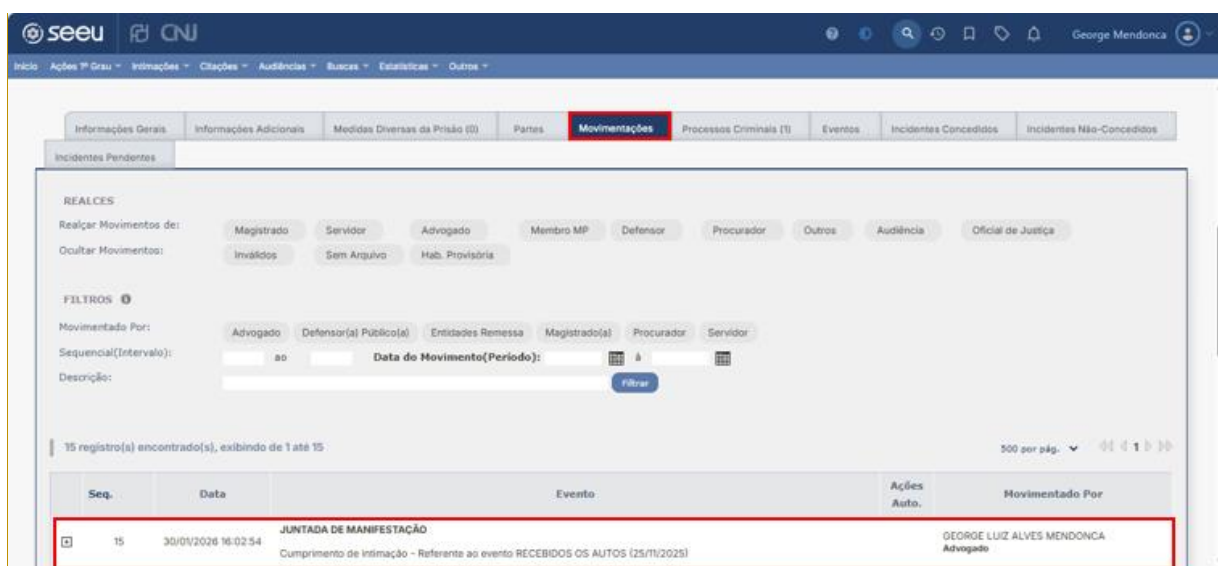 seeu CNJ George Mendonca
Início Ações 1º Grau Intimações Citações Audiências Buscas Estatísticas Outros
Informações Gerais Informações Adicionais Medidas Diversas da Prisão (0) Partes Movimentações Processos Criminais (1) Eventos Incidentes Concedidos Incidentes Não-Concedidos
Incidentes Pendentes
REALCES
Realçar Movimentos de: Magistrado Servidor Advogado Membro MP Defensor Procurador Outros Audiência Oficial de Justiça
Ocultar Movimentos: Inválidos Sem Arquivo Hab. Provisória
FILTROS
Movimentado Por: Advogado Defensor(a) Público(a) Entidades Remessa Magistrado(a) Procurador Servidor
Sequencial(Intervalo): ao Data do Movimento(Período): à
Descrição: Filtrar
15 registro(s) encontrado(s), exibindo de 1 até 15 500 por pág. 1
Seq. Data Evento Ações Auto. Movimentado Por
15 30/01/2026 16:02:54 JUNTADA DE MANIFESTAÇÃO GEORGE LUIZ ALVES MENDONCA
Cumprimento de intimação - Referente ao evento RECEBIDOS OS AUTOS (25/11/2025) Advogado